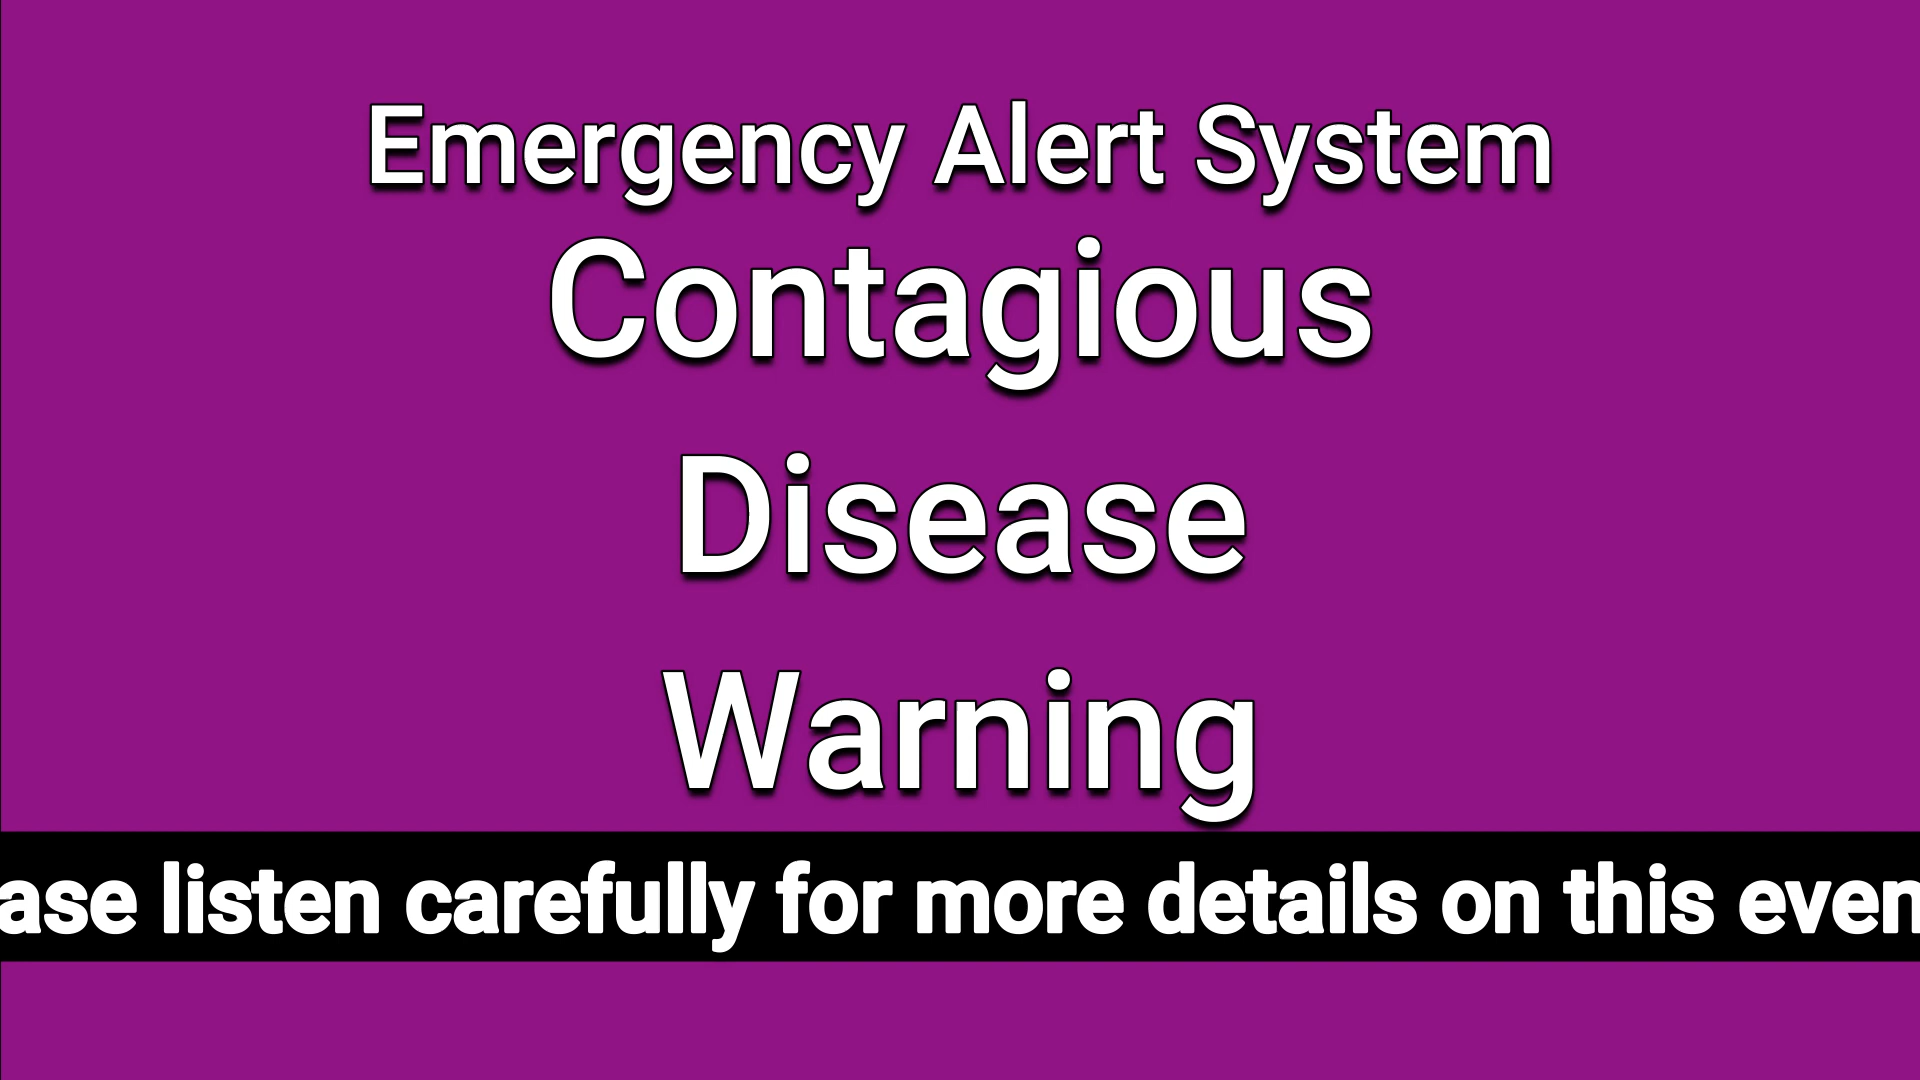 Emergency Alert System
Contagious
Disease
Warning
ase listen carefully for more details on this even